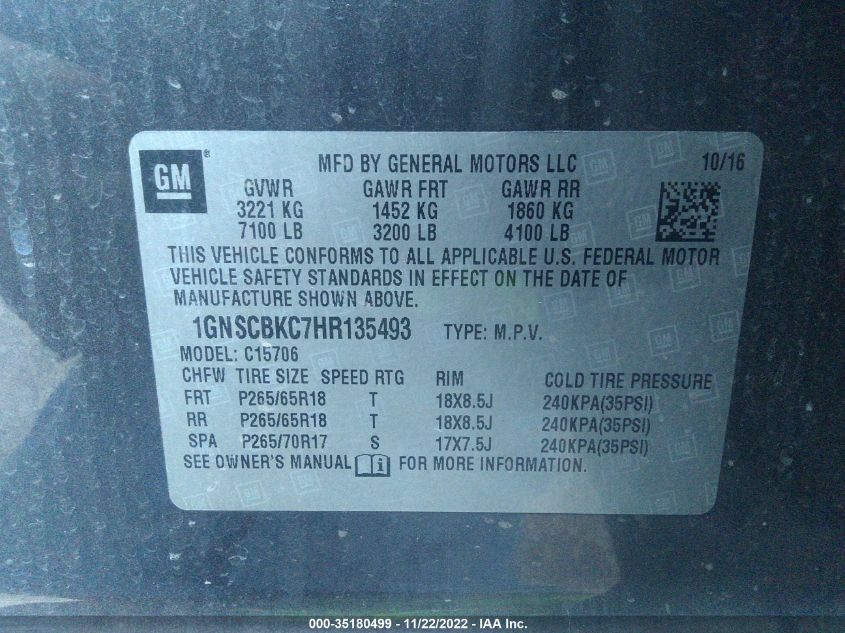 GM ® MFD BY GENERAL MOTORS LLC 10/16
GVWR GAWR FRT GAWR RR
3221 KG 1452 KG 1860 KG
7100 LB 3200 LB 4100 LB
THIS VEHICLE CONFORMS TO ALL APPLICABLE U.S. FEDERAL MOTOR
VEHICLE SAFETY STANDARDS IN EFFECT ON THE DATE OF
MANUFACTURE SHOWN ABOVE.
1GNSCBKC7HR135493 TYPE: M.P.V.
MODEL: C15706
CHFW TIRE SIZE SPEED RTG RIM COLD TIRE PRESSURE
FRT P265/65R18 T 18X8.5J 240KPA(35PSI)
RR P265/65R18 T 18X8.5J 240KPA(35PSI)
SPA P265/70R17 S 17X7.5J 240KPA(35PSI)
SEE OWNER'S MANUAL i FOR MORE INFORMATION.
000-35180499 - 11/22/2022 - IAA Inc.